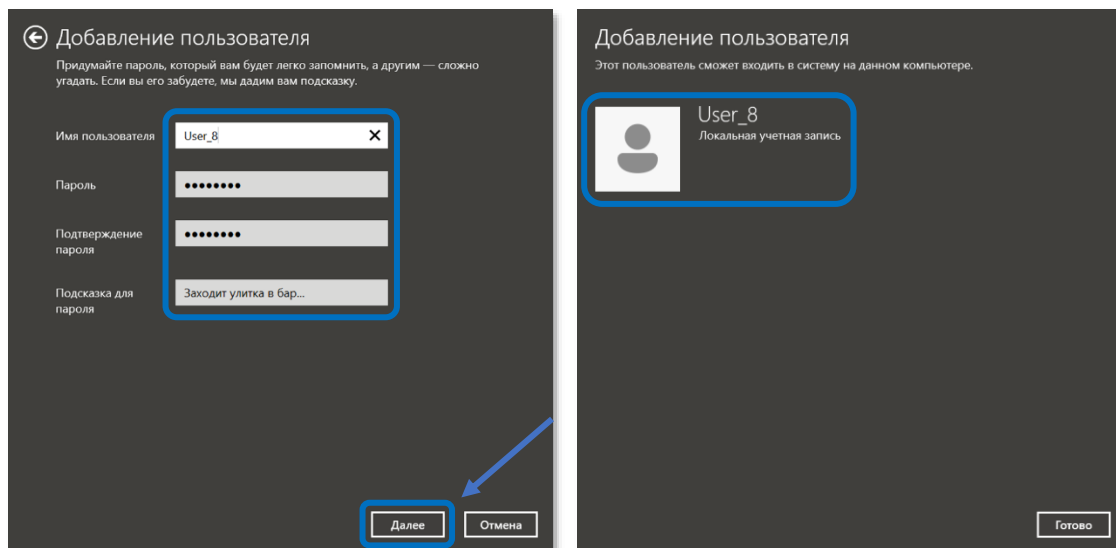 Добавление пользователя
Придумайте пароль, который вам будет легко запомнить, а другим — сложно
угадать. Если вы его забудете, мы дадим вам подсказку.
Имя пользователя
User_8
Пароль
••••••••
Подтверждение
пароля
••••••••
Подсказка для
пароля
Заходит улитка в бар...
Далее
Отмена
Добавление пользователя
Этот пользователь сможет входить в систему на данном компьютере.
User_8
Локальная учетная запись
Готово